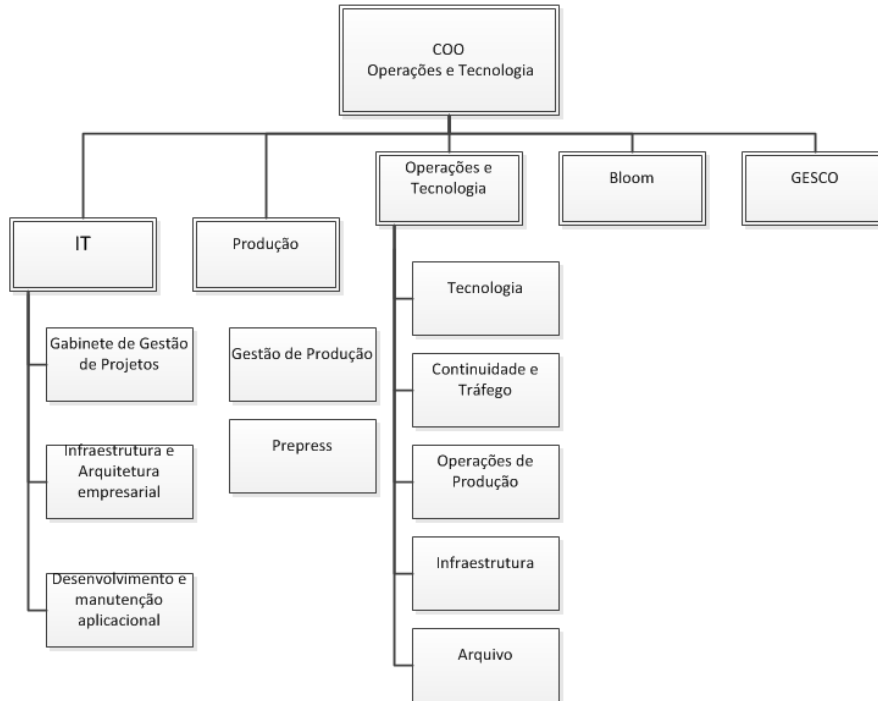 COO
Operações e Tecnologia
Operações e
Tecnologia
Bloom
GESCO
IT
Produção
Tecnologia
Gabinete de Gestão
de Projetos
Gestão de Produção
Continuidade e
Tráfego
Infraestrutura e
Arquitetura
empresarial
Prepress
Operações de
Produção
Infraestrutura
Desenvolvimento e
manutenção
aplicacional
Arquivo